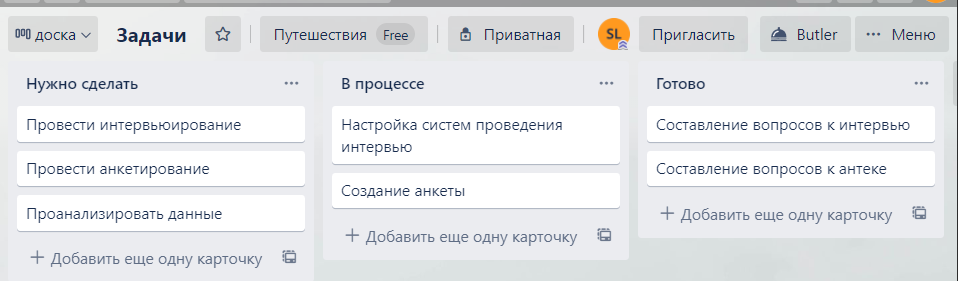 доска
Задачи
Путешествия Free
Приватная
SL
Пригласить
Butler
Меню
Нужно сделать
Провести интервьюирование
Провести анкетирование
Проанализировать данные
+ Добавить еще одну карточку
В процессе
Настройка систем проведения
интервью
Создание анкеты
+ Добавить еще одну карточку
Готово
Составление вопросов к интервью
Составление вопросов к антеке
+ Добавить еще одну карточку